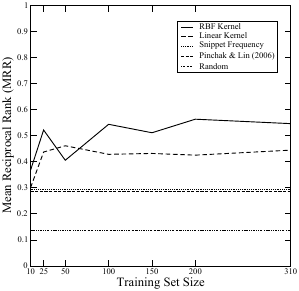 1
0.9
0.8
0.7
0.6
0.5
0.4
0.3
0.2
0.1
0
Mean Reciprocal Rank (MRR)
RBF Kernel
Linear Kernel
Snippet Frequency
Pinchak & Lin (2006)
Random
10 25 50 100 150 200 310
Training Set Size